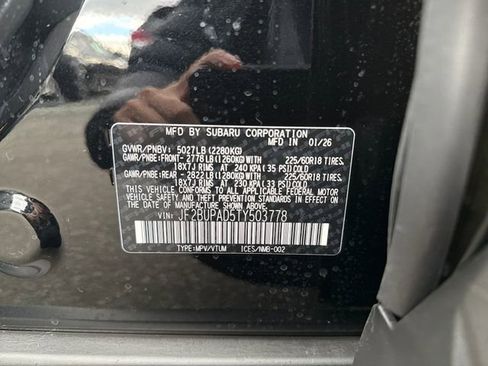 MFD. BY SUBARU CORPORATION 01/26
GVWR/PNBV: 5027LB(2280KG)
GAWR/PNBE:FRONT-2778LB(1260KG)WITH 225/60R18 TIRES.
18X7J RIMS AT 240 KPA(35 PSI)COLD
GAWR/PNBE:REAR -2822LB(1280KG)WITH 225/60R18 TIRES.
18X7J RIMS AT 230 KPA(33 PSI)COLD
THIS VEHICLE CONFORMS TO ALL APPLICABLE FEDERAL MOTOR
VEHICLE SAFETY AND THEFT PREVENTION STANDARDS IN EFFECT
ON THE DATE OF MANUFACTURE SHOWN ABOVE.
VIN: JF2BUPAD5TY503778
TYPE:MPV/VTUM ICES/NMB-002